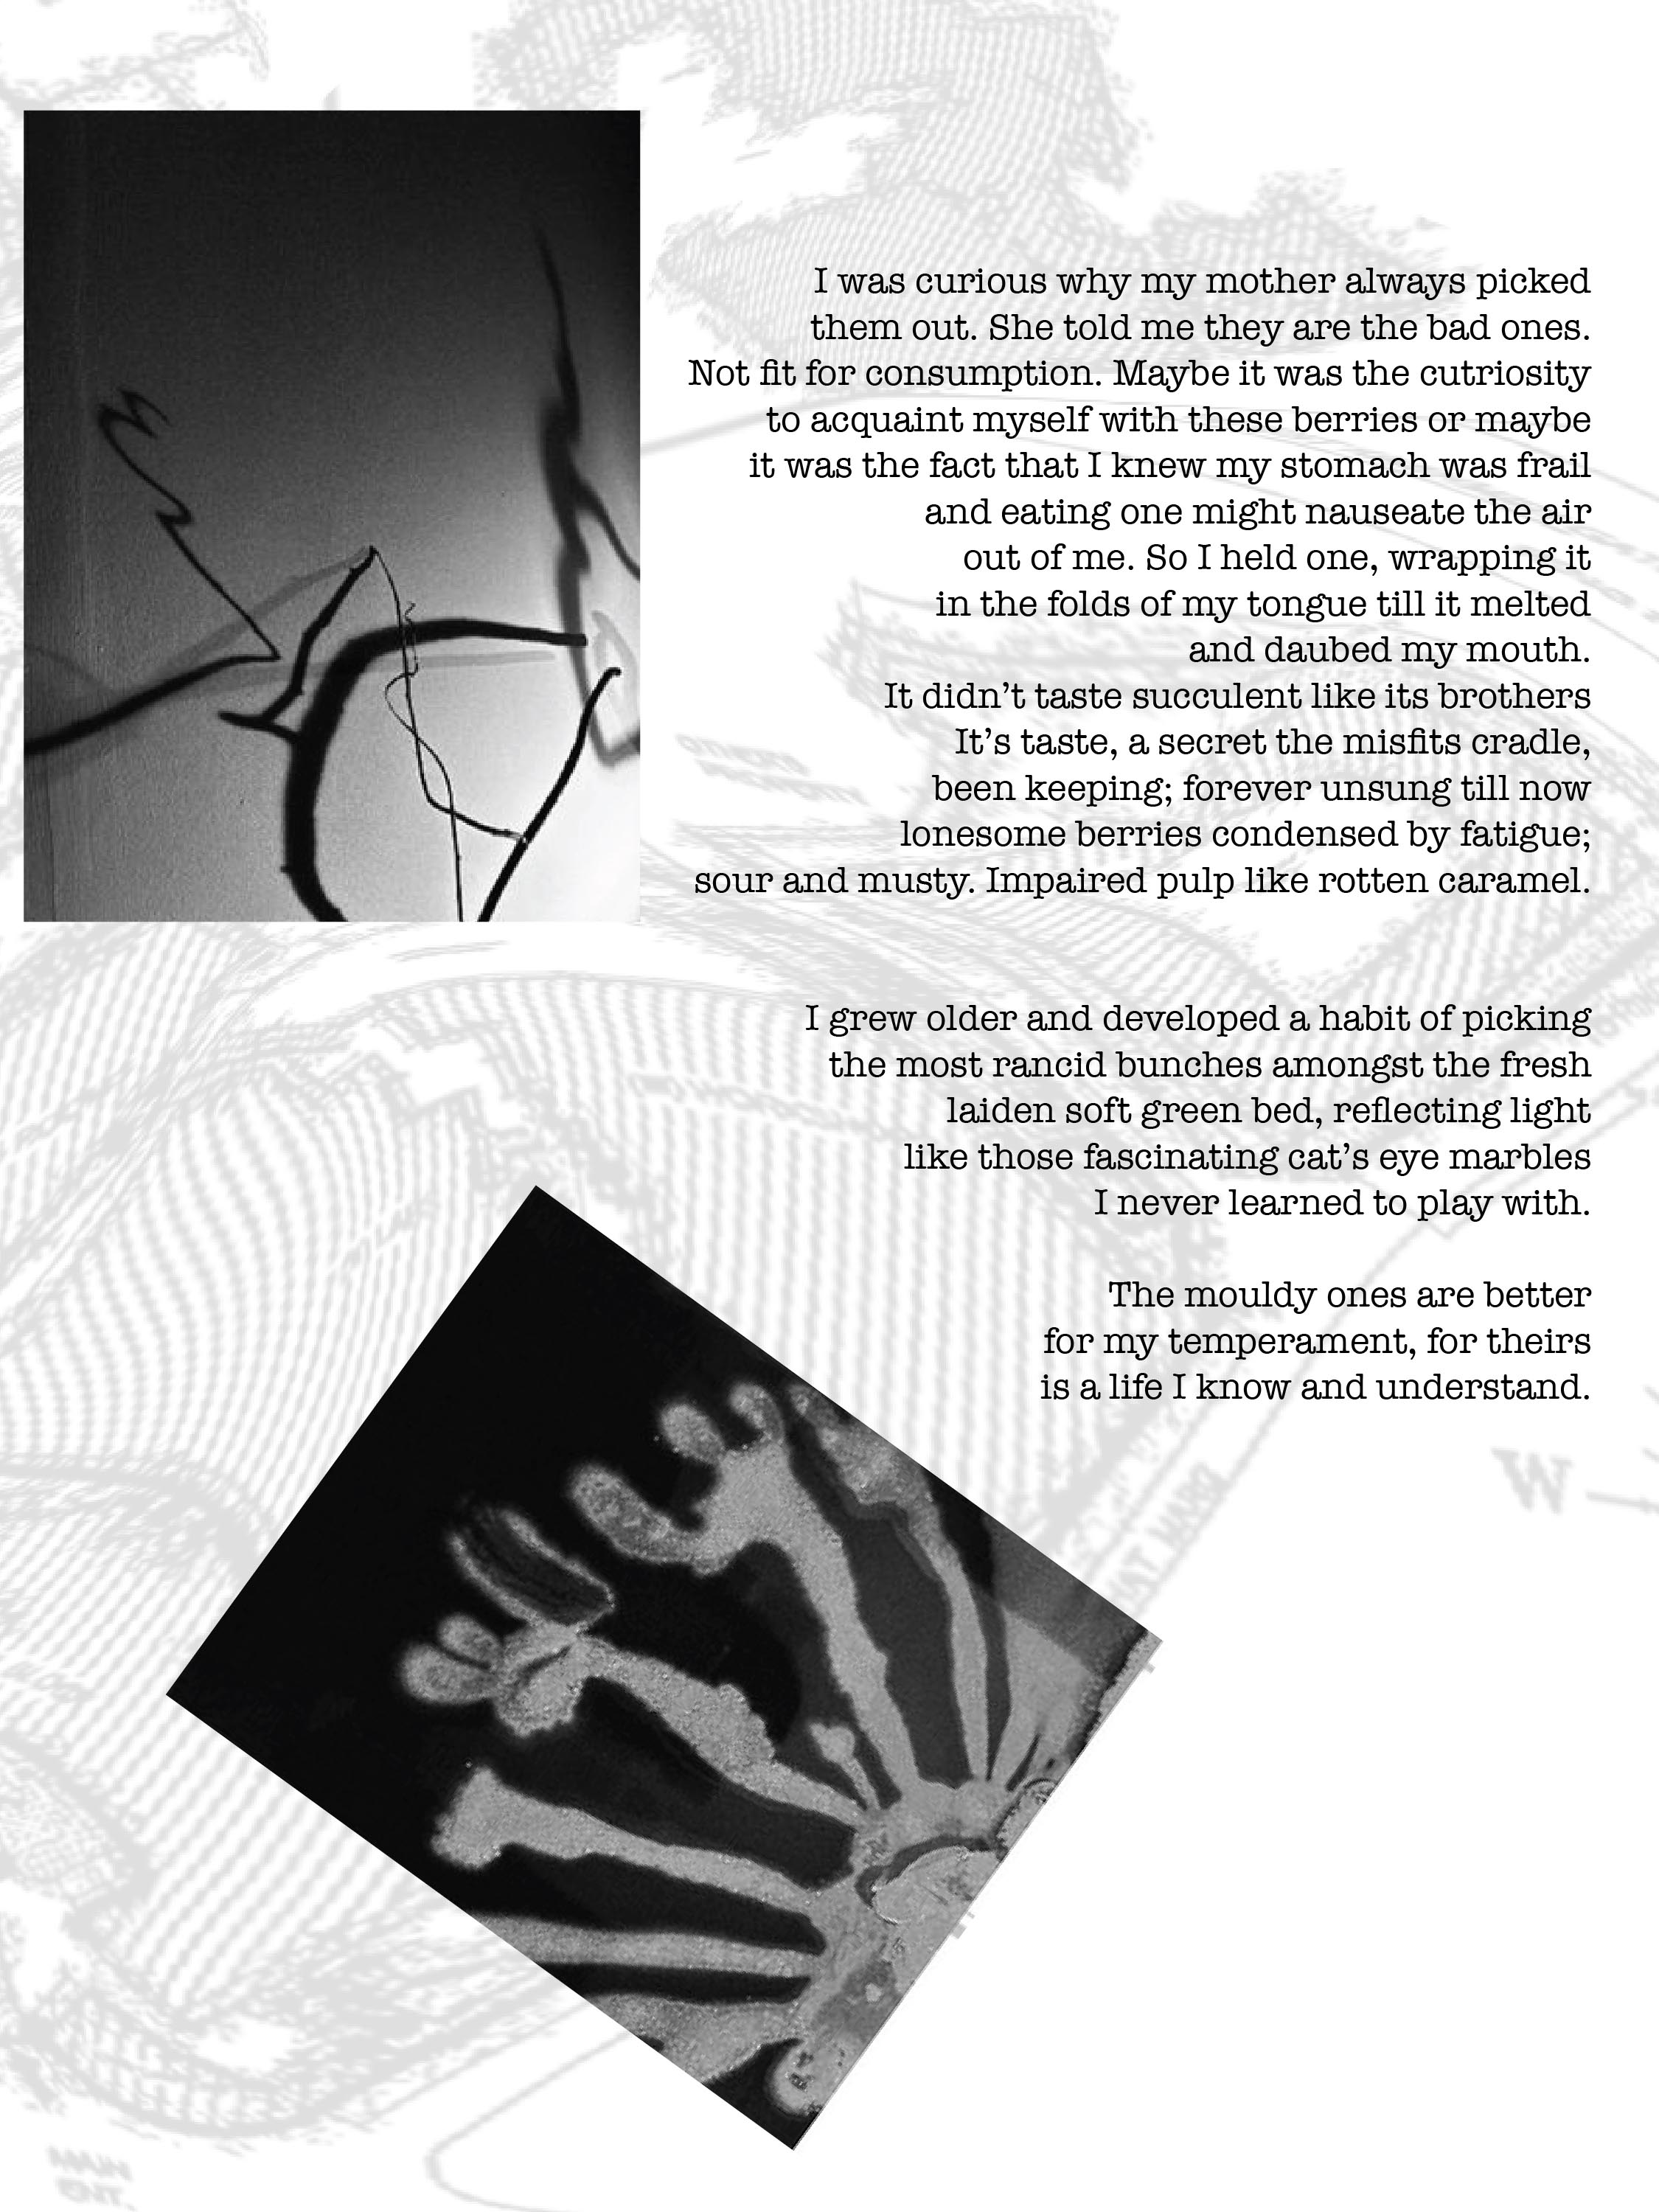 I was curious why my mother always picked
them out. She told me they are the bad ones.
Not fit for consumption. Maybe it was the cutriosity
to acquaint myself with these berries or maybe
it was the fact that I knew my stomach was frail
and eating one might nauseate the air
out of me. So I held one, wrapping it
in the folds of my tongue till it melted
and daubed my mouth.
It didn’t taste succulent like its brothers
It’s taste, a secret the misfits cradle,
been keeping; forever unsung till now
lonesome berries condensed by fatigue;
sour and musty. Impaired pulp like rotten caramel.
I grew older and developed a habit of picking
the most rancid bunches amongst the fresh
laiden soft green bed, reflecting light
like those fascinating cat’s eye marbles
I never learned to play with.
The mouldy ones are better
for my temperament, for theirs
is a life I know and understand.
W
MAIN
ENT.